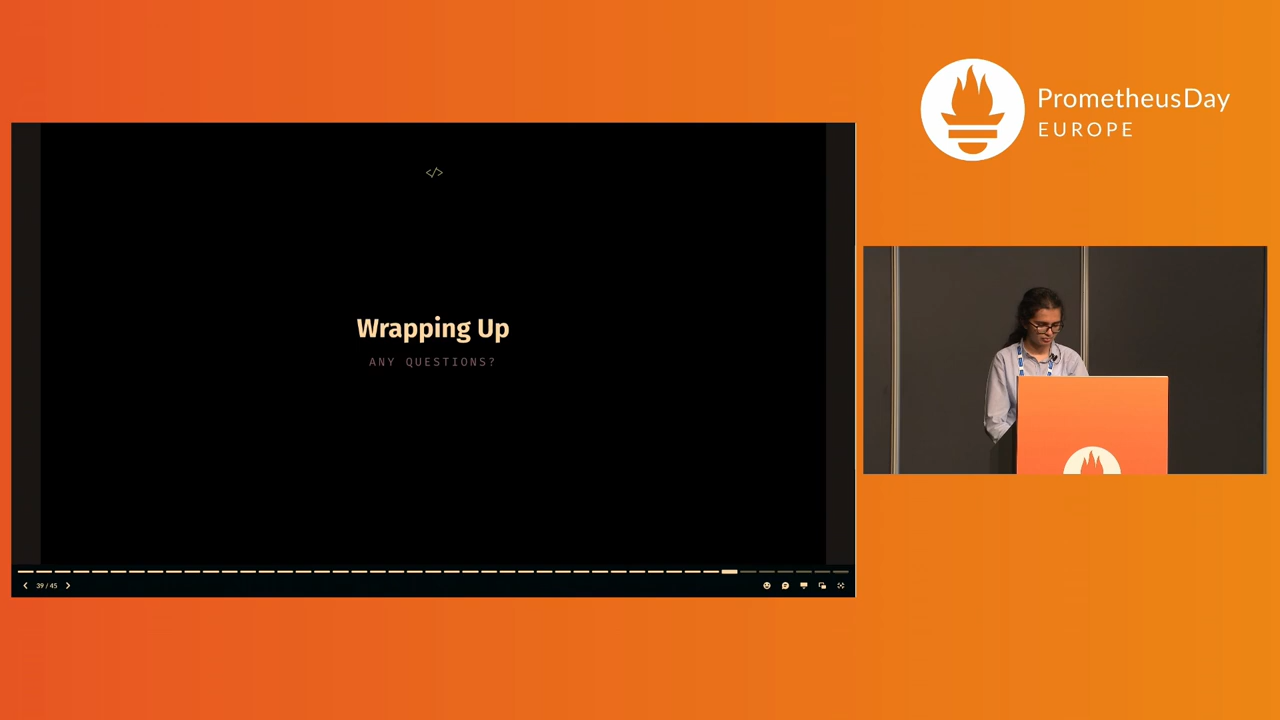 PrometheusDay
EUROPE
</>
Wrapping Up
ANY QUESTIONS?
39 / 45